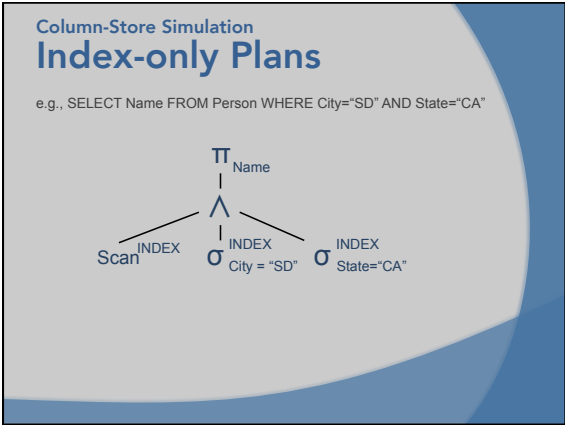 Column-Store Simulation
Index-only Plans
e.g., SELECT Name FROM Person WHERE City=“SD” AND State=“CA”
π Name
∧
Scan INDEX
σ INDEX City = “SD”
σ INDEX State=“CA”